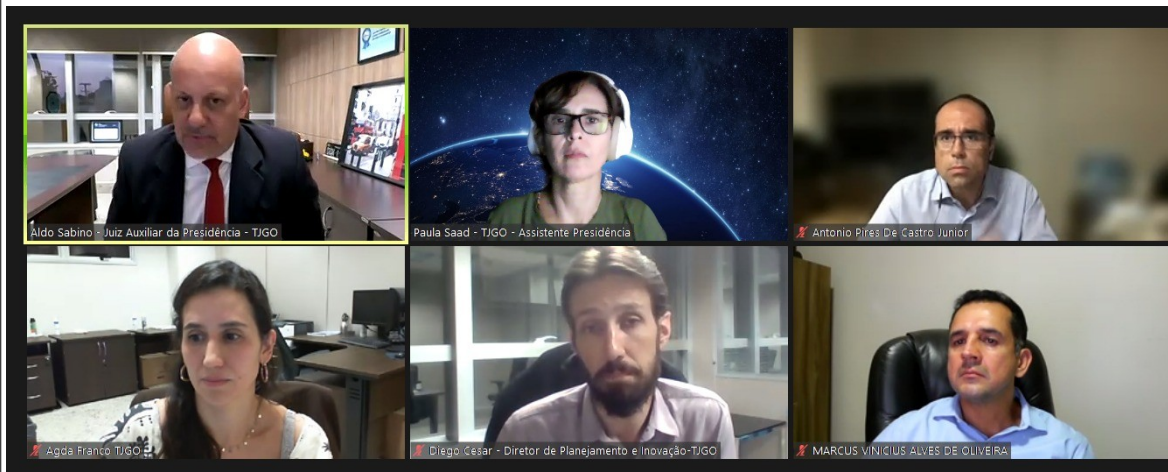 Aldo Sabino - Juiz Auxiliar da Presidência - TJGO
Paula Saad - TJGO - Assistente Presidência
Antonio Pires De Castro Junior
Agda Franco TJGO
Diego Cesar - Diretor de Planejamento e Inovação-TJGO
MARCUS VINICIUS ALVES DE OLIVEIRA